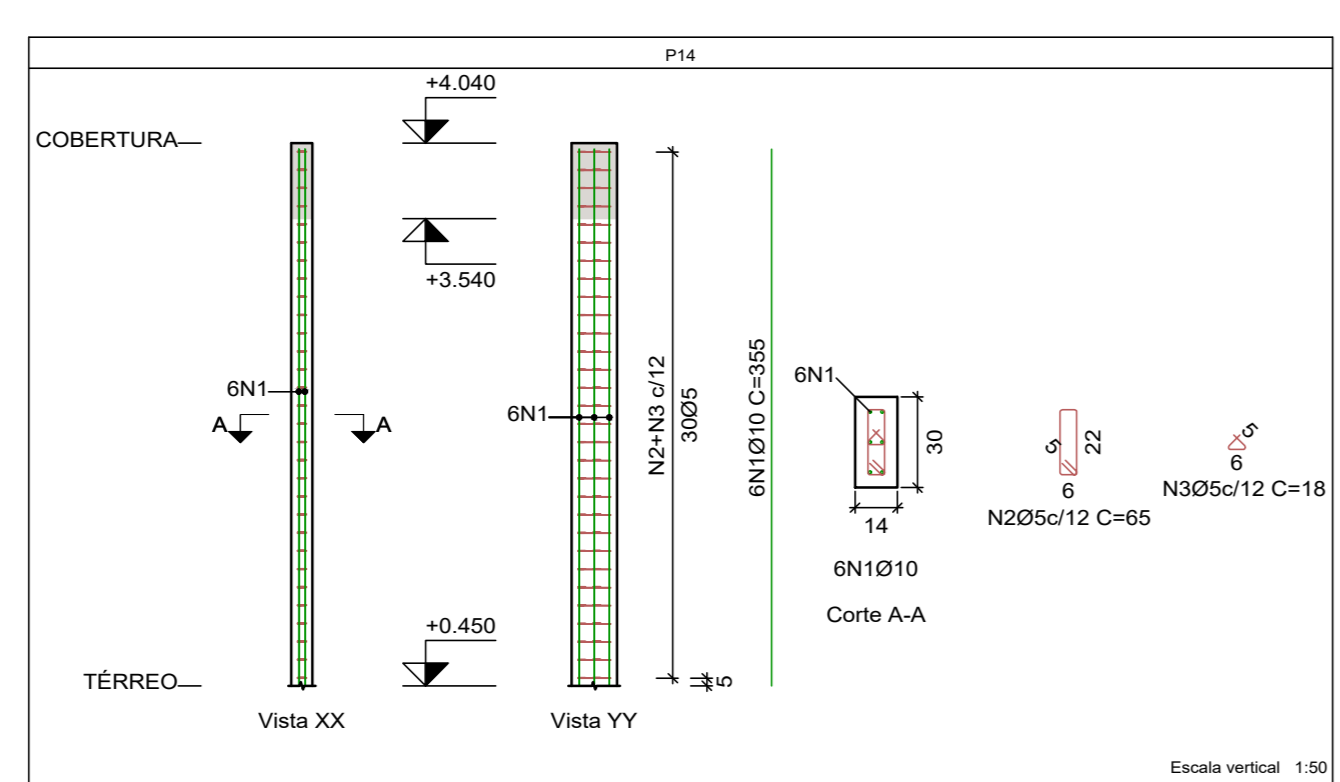 P14
+4.040
COBERTURA
+3.540
6N1
A
A
+0.450
TÉRREO
Vista XX
6N1
Vista YY
N2+N3 c/12
30Ø5
5
6N1Ø10 C=355
6N1
30
14
6N1Ø10
Corte A-A
5
22
6
N2Ø5c/12 C=65
5
6
N3Ø5c/12 C=18
Escala vertical 1:50